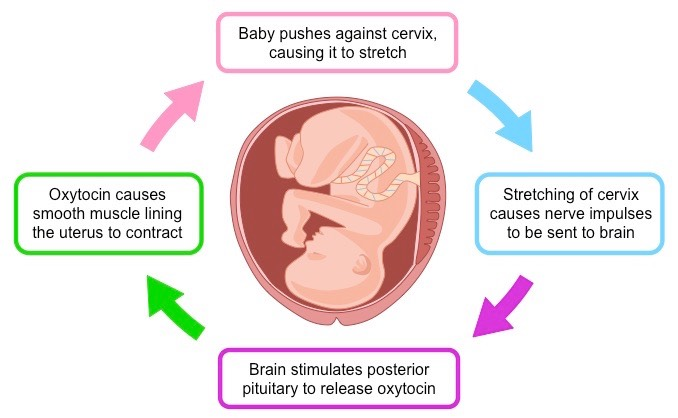 Baby pushes against cervix,
causing it to stretch
Stretching of cervix
causes nerve impulses
to be sent to brain
Brain stimulates posterior
pituitary to release oxytocin
Oxytocin causes
smooth muscle lining
the uterus to contract